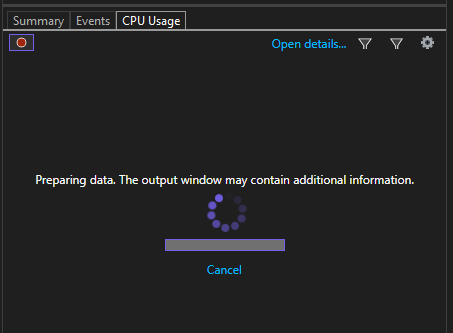 Summary Events CPU Usage
Open details...
Preparing data. The output window may contain additional information.
Cancel